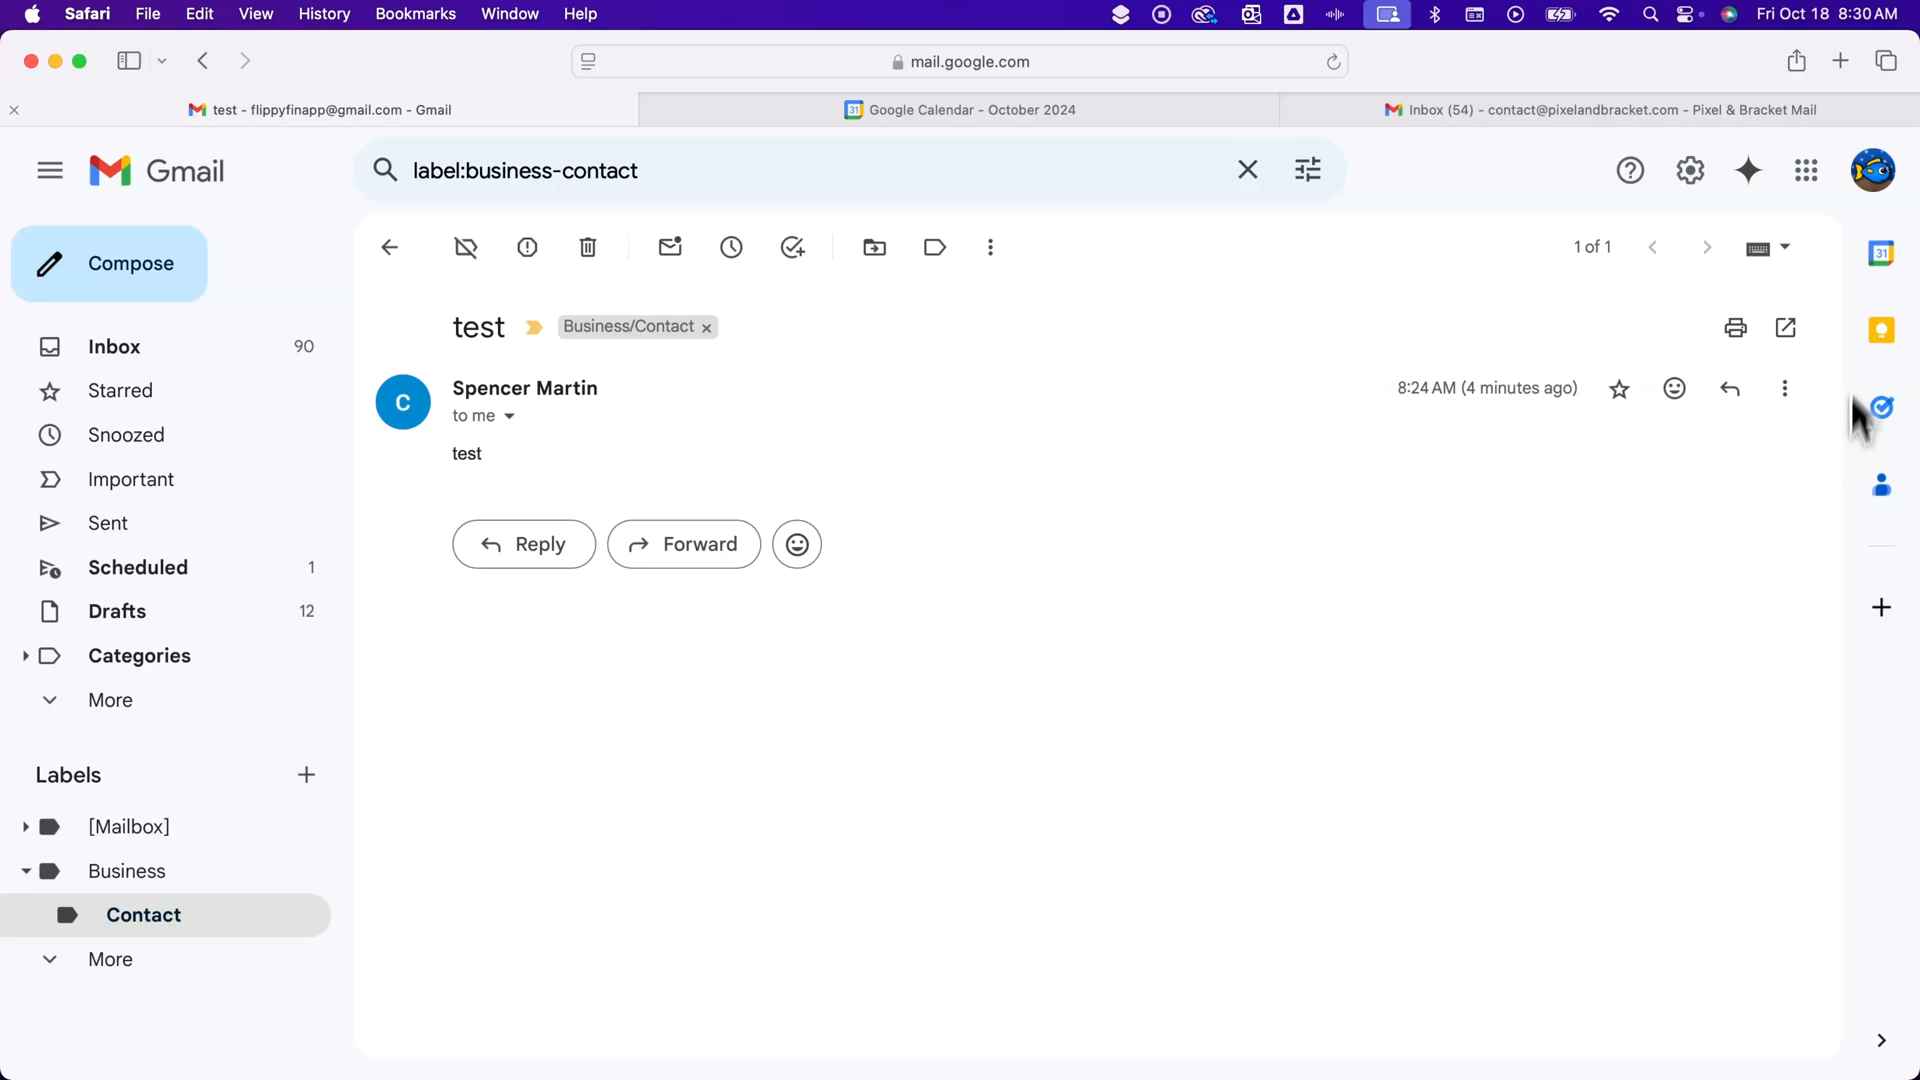 Safari File Edit View History Bookmarks Window Help Fri Oct 18 8:30 AM
mail.google.com
test - flippyfinapp@gmail.com - Gmail
31 Google Calendar - October 2024
Inbox (54) - contact@pixelandbracket.com - Pixel & Bracket Mail
Gmail
label:business-contact
Compose
1 of 1
31
Inbox 90
Starred
Snoozed
Important
Sent
Scheduled 1
Drafts 12
Categories
More
Labels
[Mailbox]
Business
Contact
More
test Business/Contact
C
Spencer Martin 8:24 AM (4 minutes ago)
to me
test
Reply Forward